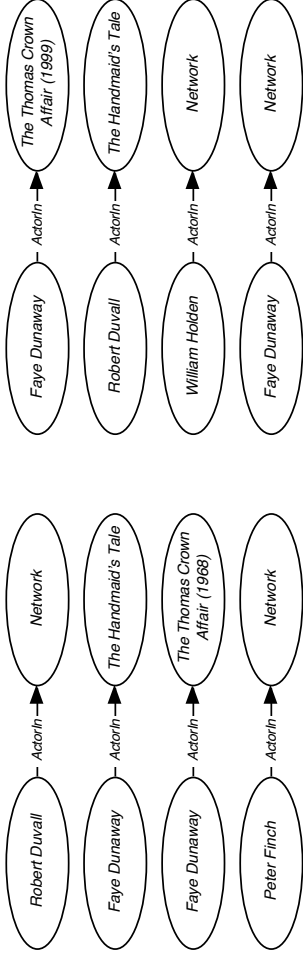 Robert Duvall
ActorIn
Network
Faye Dunaway
ActorIn
The Handmaid's Tale
Faye Dunaway
ActorIn
The Thomas Crown
Affair (1968)
Peter Finch
ActorIn
Network
Faye Dunaway
ActorIn
The Thomas Crown
Affair (1999)
Robert Duvall
ActorIn
The Handmaid's Tale
William Holden
ActorIn
Network
Faye Dunaway
ActorIn
Network